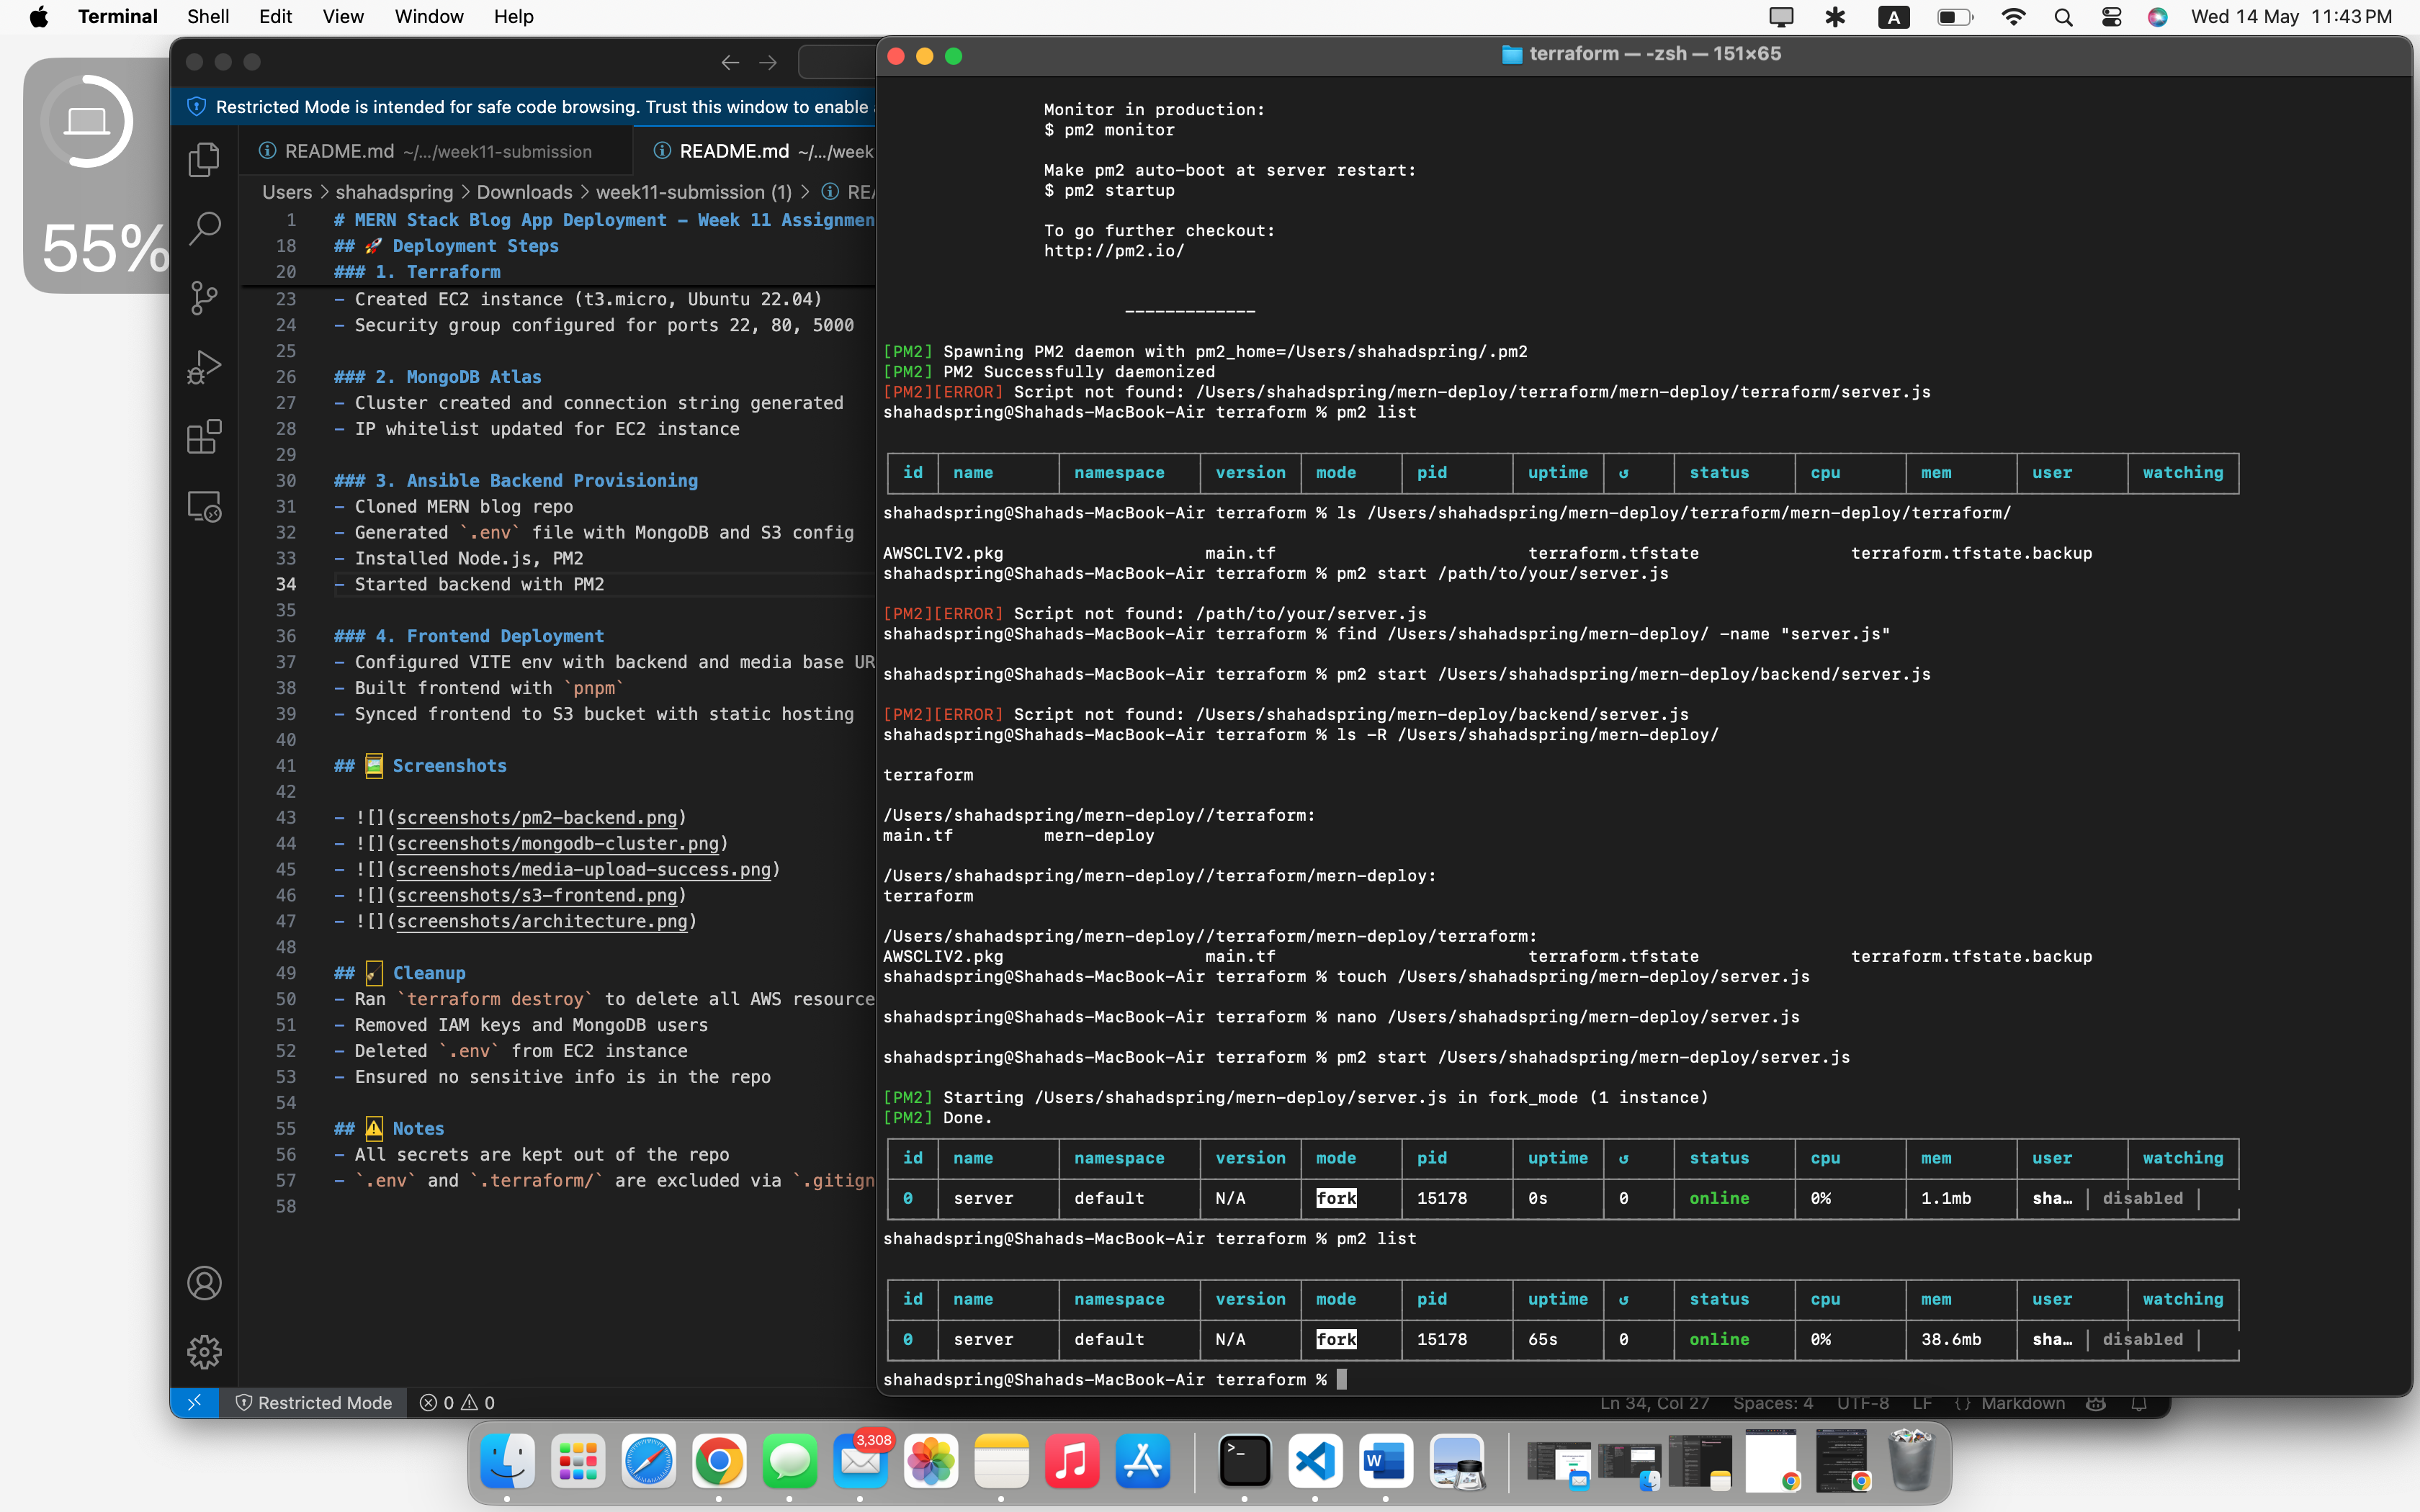 Terminal Shell Edit View Window Help
A
Wed 14 May 11:43 PM
55%
Restricted Mode is intended for safe code browsing. Trust this window to enable
README.md ~/.../week11-submission
README.md ~/.../week
Users > shahadspring > Downloads > week11-submission (1) >
1 # MERN Stack Blog App Deployment – Week 11 Assignmen
18 ## 🚀 Deployment Steps
20 ### 1. Terraform
23 - Created EC2 instance (t3.micro, Ubuntu 22.04)
24 - Security group configured for ports 22, 80, 5000
25
26 ### 2. MongoDB Atlas
27 - Cluster created and connection string generated
28 - IP whitelist updated for EC2 instance
29
30 ### 3. Ansible Backend Provisioning
31 - Cloned MERN blog repo
32 - Generated `.env` file with MongoDB and S3 config
33 - Installed Node.js, PM2
34 - Started backend with PM2
35
36 ### 4. Frontend Deployment
37 - Configured VITE env with backend and media base UR
38 - Built frontend with `pnpm`
39 - Synced frontend to S3 bucket with static hosting
40
41 ## 🖼️ Screenshots
42
43 - ![](screenshots/pm2-backend.png)
44 - ![](screenshots/mongodb-cluster.png)
45 - ![](screenshots/media-upload-success.png)
46 - ![](screenshots/s3-frontend.png)
47 - ![](screenshots/architecture.png)
48
49 ## 🧹 Cleanup
50 - Ran `terraform destroy` to delete all AWS resource
51 - Removed IAM keys and MongoDB users
52 - Deleted `.env` from EC2 instance
53 - Ensured no sensitive info is in the repo
54
55 ## ⚠️ Notes
56 - All secrets are kept out of the repo
57 - `.env` and `.terraform/` are excluded via `.gitign
58
Restricted Mode 0 0
Ln 34, Col 27 Spaces: 4 UTF-8 LF {} Markdown
terraform — -zsh — 151×65
Monitor in production:
$ pm2 monitor
Make pm2 auto-boot at server restart:
$ pm2 startup
To go further checkout:
http://pm2.io/
-------------
[PM2] Spawning PM2 daemon with pm2_home=/Users/shahadspring/.pm2
[PM2] PM2 Successfully daemonized
[PM2][ERROR] Script not found: /Users/shahadspring/mern-deploy/terraform/mern-deploy/terraform/server.js
shahadspring@Shahads-MacBook-Air terraform % pm2 list
id name namespace version mode pid uptime ↺ status cpu mem user watching
shahadspring@Shahads-MacBook-Air terraform % ls /Users/shahadspring/mern-deploy/terraform/mern-deploy/terraform/
AWSCLIV2.pkg main.tf terraform.tfstate terraform.tfstate.backup
shahadspring@Shahads-MacBook-Air terraform % pm2 start /path/to/your/server.js
[PM2][ERROR] Script not found: /path/to/your/server.js
shahadspring@Shahads-MacBook-Air terraform % find /Users/shahadspring/mern-deploy/ -name "server.js"
shahadspring@Shahads-MacBook-Air terraform % pm2 start /Users/shahadspring/mern-deploy/backend/server.js
[PM2][ERROR] Script not found: /Users/shahadspring/mern-deploy/backend/server.js
shahadspring@Shahads-MacBook-Air terraform % ls -R /Users/shahadspring/mern-deploy/
terraform
/Users/shahadspring/mern-deploy//terraform:
main.tf mern-deploy
/Users/shahadspring/mern-deploy//terraform/mern-deploy:
terraform
/Users/shahadspring/mern-deploy//terraform/mern-deploy/terraform:
AWSCLIV2.pkg main.tf terraform.tfstate terraform.tfstate.backup
shahadspring@Shahads-MacBook-Air terraform % touch /Users/shahadspring/mern-deploy/server.js
shahadspring@Shahads-MacBook-Air terraform % nano /Users/shahadspring/mern-deploy/server.js
shahadspring@Shahads-MacBook-Air terraform % pm2 start /Users/shahadspring/mern-deploy/server.js
[PM2] Starting /Users/shahadspring/mern-deploy/server.js in fork_mode (1 instance)
[PM2] Done.
id name namespace version mode pid uptime ↺ status cpu mem user watching
0 server default N/A fork 15178 0s 0 online 0% 1.1mb sha… disabled
shahadspring@Shahads-MacBook-Air terraform % pm2 list
id name namespace version mode pid uptime ↺ status cpu mem user watching
0 server default N/A fork 15178 65s 0 online 0% 38.6mb sha… disabled
shahadspring@Shahads-MacBook-Air terraform %
3,308